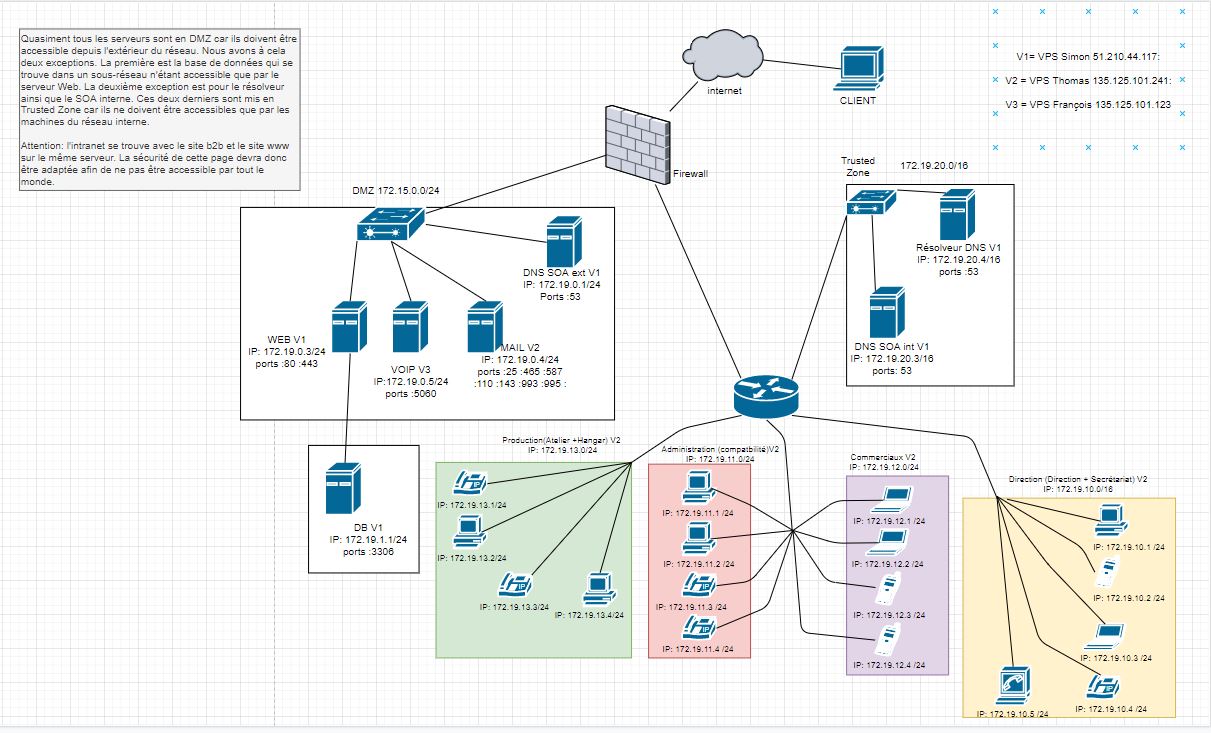 Quasiment tous les serveurs sont en DMZ car ils doivent être
accessible depuis l'extérieur du réseau. Nous avons à cela
deux exceptions. La première est la base de données qui se
trouve dans un sous-réseau n'étant accessible que par le
serveur Web. La deuxième exception est pour le résolveur
ainsi que le SOA interne. Ces deux derniers sont mis en
Trusted Zone car ils ne doivent être accessibles que par les
machines du réseau interne.
Attention: l'intranet se trouve avec le site b2b et le site www
sur le même serveur. La sécurité de cette page devra donc
être adaptée afin de ne pas être accessible par tout le
monde.
internet
CLIENT
V1= VPS Simon 51.210.44.117:
V2 = VPS Thomas 135.125.101.241:
V3 = VPS François 135.125.101.123
Firewall
DMZ 172.15.0.0/24
DNS SOA ext V1
IP: 172.19.0.1/24
Ports :53
WEB V1
IP: 172.19.0.3/24
ports :80 :443
VOIP V3
IP:172.19.0.5/24
ports :5060
MAIL V2
IP: 172.19.0.4/24
ports :25 :465 :587
:110 :143 :993 :995 :
Trusted
Zone
172.19.20.0/16
Résolveur DNS V1
IP: 172.19.20.4/16
ports :53
DNS SOA int V1
IP: 172.19.20.3/16
ports: 53
DB V1
IP: 172.19.1.1/24
ports :3306
Production(Atelier +Hangar) V2
IP: 172.19.13.0/24
IP: 172.19.13.1/24
IP: 172.19.13.2/24
IP: 172.19.13.3/24
IP: 172.19.13.4/24
Administration (compatbilité)V2
IP: 172.19.11.0/24
IP: 172.19.11.1 /24
IP: 172.19.11.2 /24
IP: 172.19.11.3 /24
IP: 172.19.11.4 /24
Commerciaux V2
IP: 172.19.12.0/24
IP: 172.19.12.1 /24
IP: 172.19.12.2 /24
IP: 172.19.12.3 /24
IP: 172.19.12.4 /24
Direction (Direction + Secrétariat) V2
IP: 172.19.10.0/16
IP: 172.19.10.1 /24
IP: 172.19.10.2 /24
IP: 172.19.10.3 /24
IP: 172.19.10.4 /24
IP: 172.19.10.5 /24